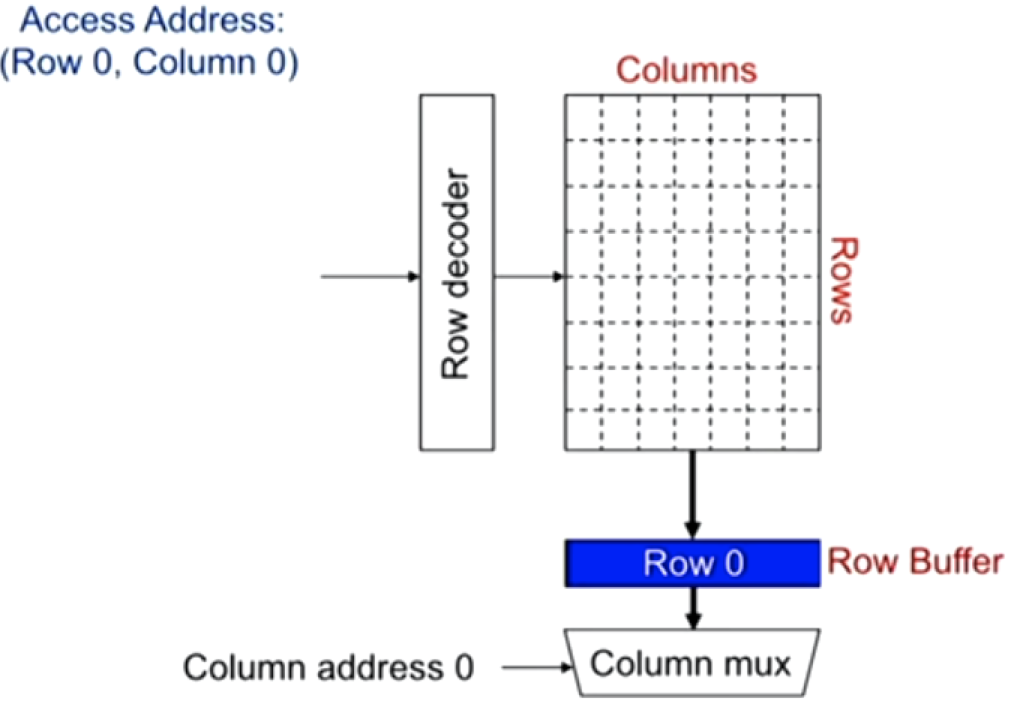 Access Address:
(Row 0, Column 0)
Columns
Row decoder
Rows
Row 0
Row Buffer
Column address 0
Column mux